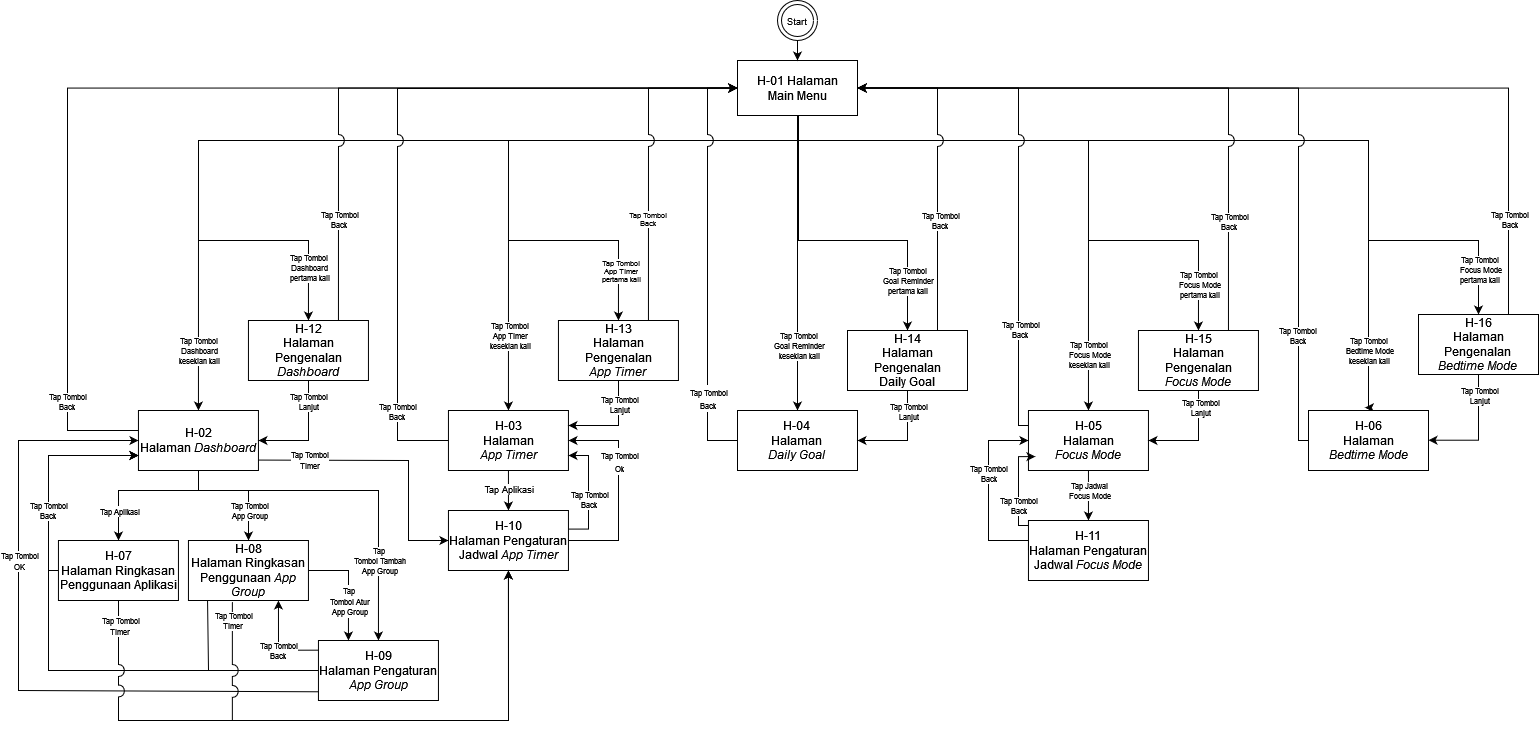 Start
H-01 Halaman
Main Menu
Tap Tombol
Back
Tap Tombol
Back
Tap Tombol
Back
Tap Tombol
Back
Tap Tombol
Back
Tap Tombol
Dashboard
pertama kali
Tap Tombol
App Timer
pertama kali
Tap Tombol
Goal Reminder
pertama kali
Tap Tombol
Focus Mode
pertama kali
Tap Tombol
Focus Mode
pertama kali
H-12
Halaman
Pengenalan
Dashboard
H-13
Halaman
Pengenalan
App Timer
H-14
Halaman
Pengenalan
Daily Goal
H-15
Halaman
Pengenalan
Focus Mode
H-16
Halaman
Pengenalan
Bedtime Mode
Tap Tombol
Dashboard
kesekian kali
Tap Tombol
App Timer
kesekian kali
Tap Tombol
Goal Reminder
kesekian kali
Tap Tombol
Back
Tap Tombol
Focus Mode
kesekian kali
Tap Tombol
Back
Tap Tombol
Bedtime Mode
kesekian kali
Tap Tombol
Back
Tap Tombol
Lanjut
Tap Tombol
Back
Tap Tombol
Lanjut
Tap Tombol
Back
Tap Tombol
Lanjut
Tap Tombol
Lanjut
Tap Tombol
Lanjut
H-02
Halaman Dashboard
H-03
Halaman
App Timer
H-04
Halaman
Daily Goal
H-05
Halaman
Focus Mode
H-06
Halaman
Bedtime Mode
Tap Tombol
Timer
Tap Tombol
Ok
Tap Aplikasi
Tap Tombol
Back
Tap Tombol
Back
Tap Jadwal
Focus Mode
Tap Tombol
Back
Tap Tombol
Back
Tap Aplikasi
Tap Tombol
App Group
H-10
Halaman Pengaturan
Jadwal App Timer
H-11
Halaman Pengaturan
Jadwal Focus Mode
Tap Tombol
OK
H-07
Halaman Ringkasan
Penggunaan Aplikasi
H-08
Halaman Ringkasan
Penggunaan App
Group
Tap
Tombol Tambah
App Group
Tap
Tombol Atur
App Group
Tap Tombol
Timer
Tap Tombol
Timer
Tap Tombol
Back
H-09
Halaman Pengaturan
App Group